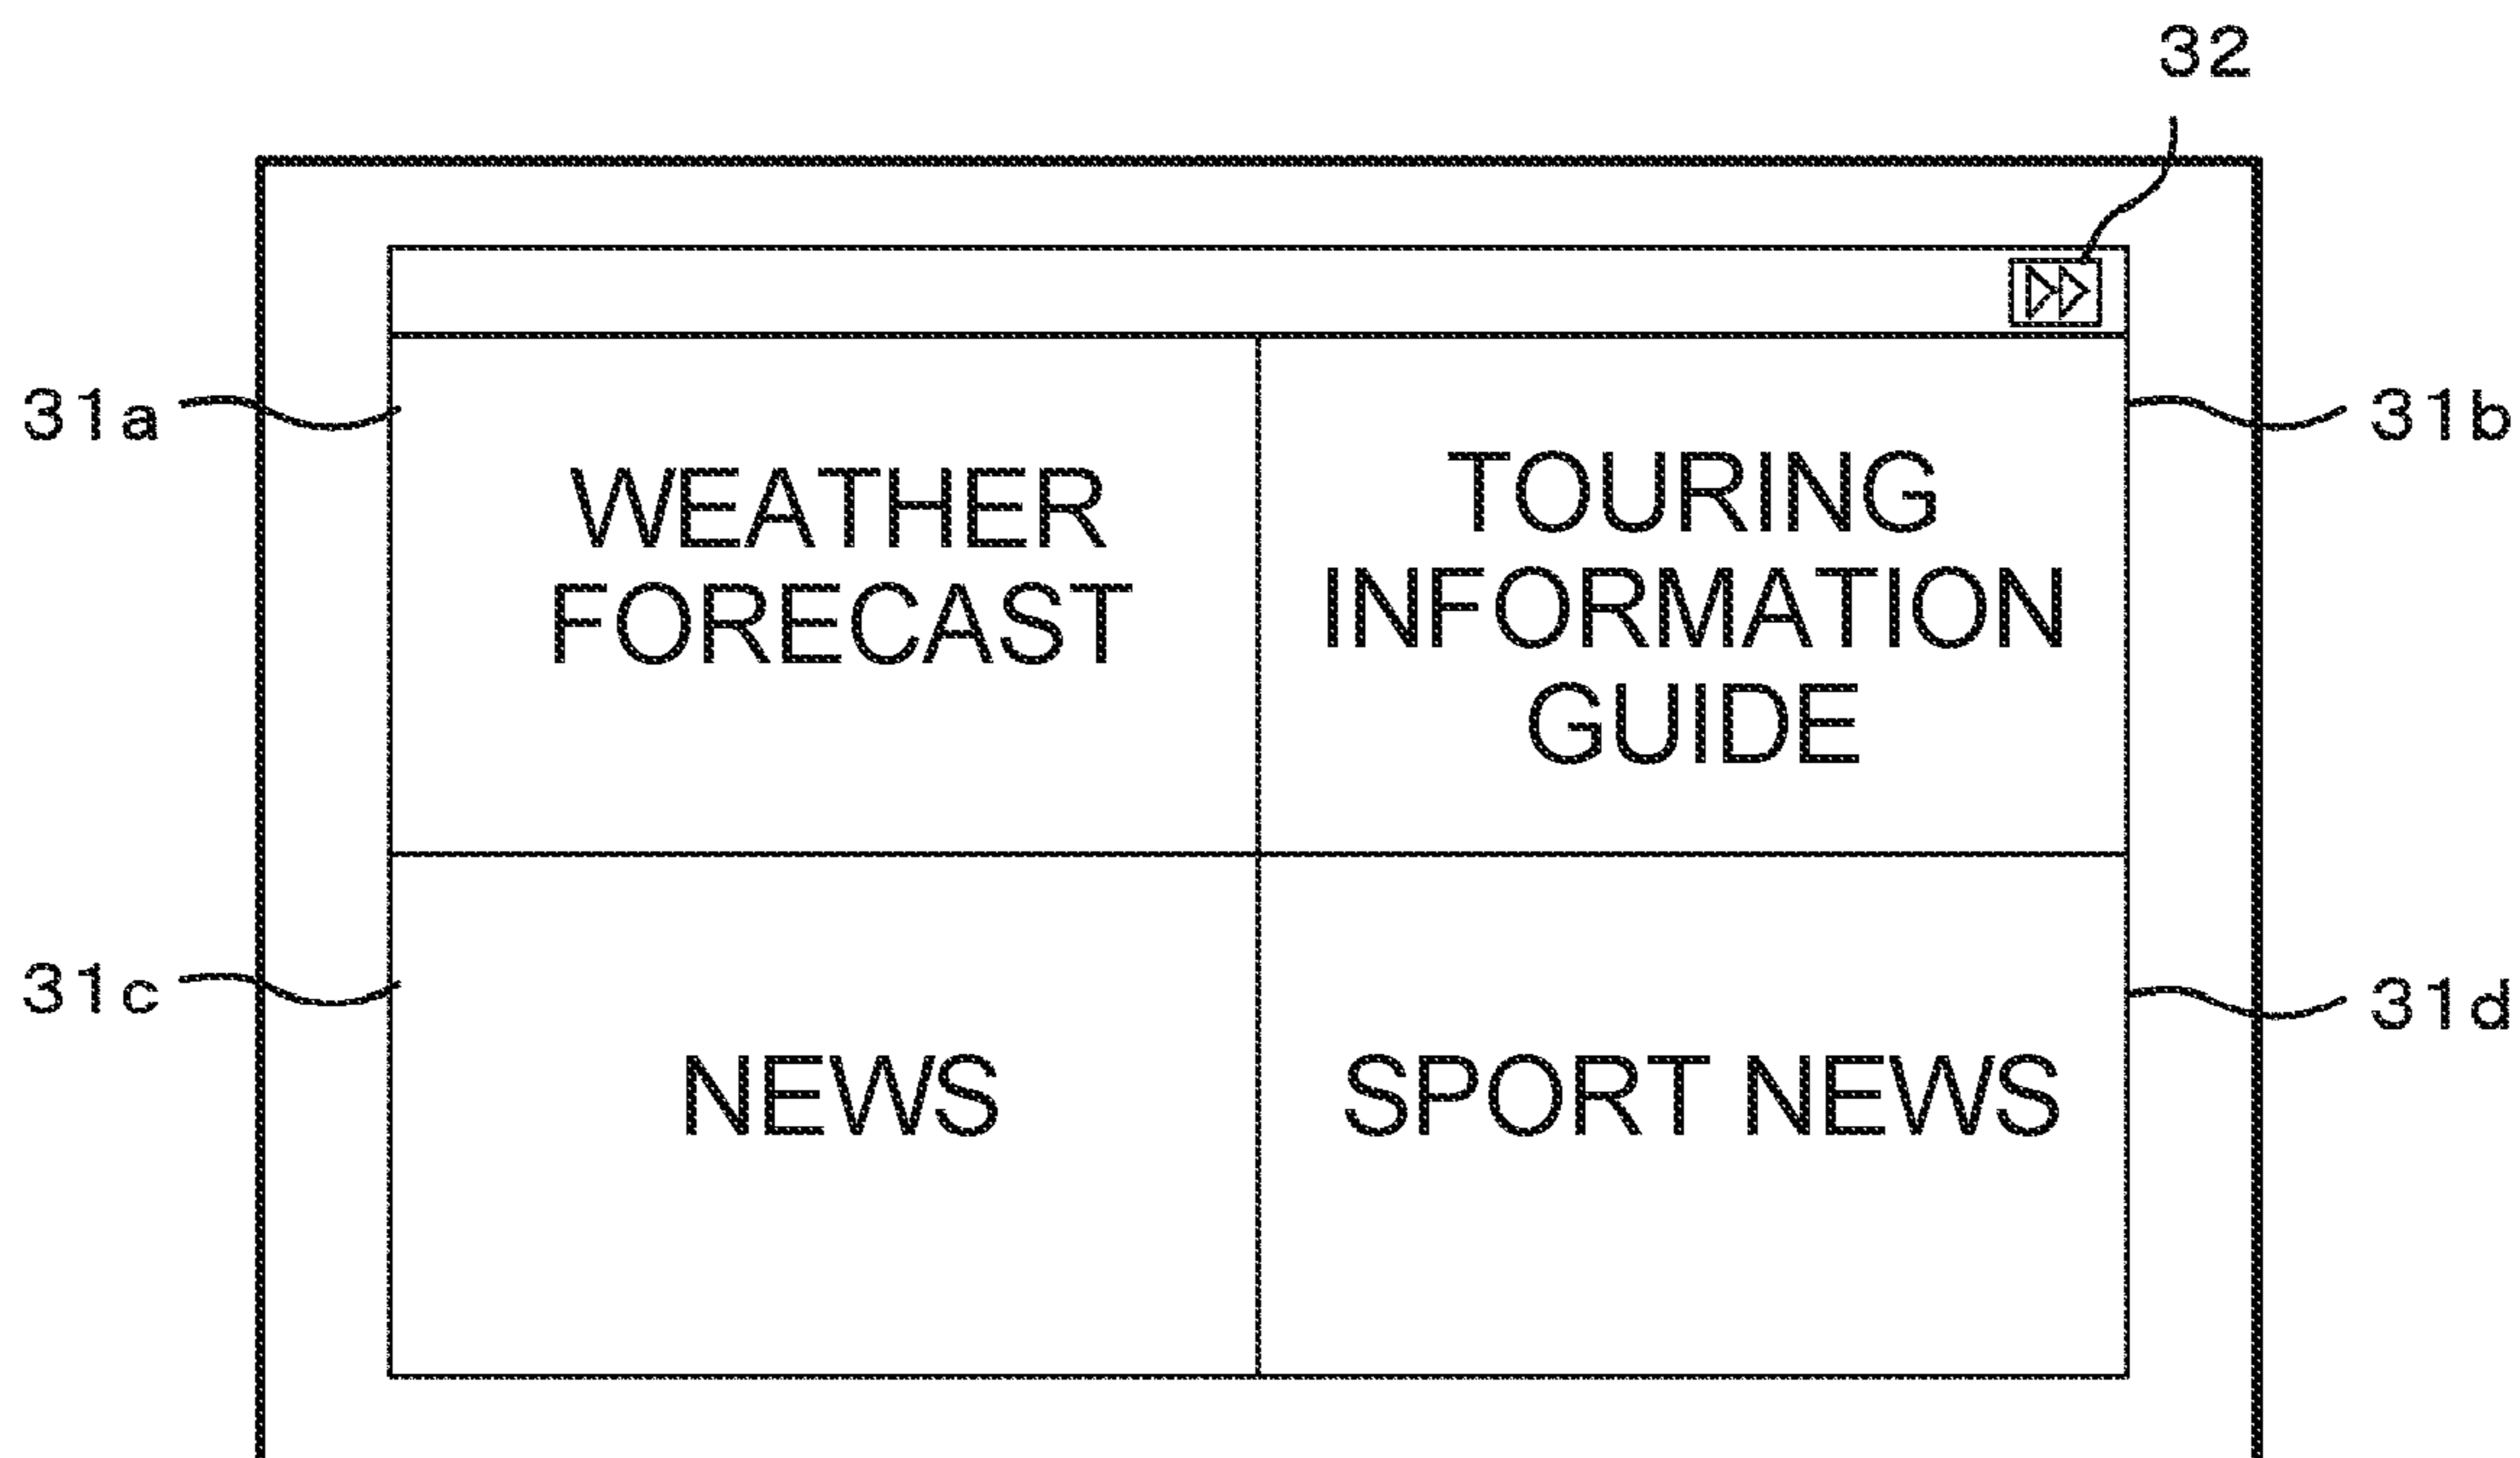 32
31a
31b
WEATHER
FORECAST
TOURING
INFORMATION
GUIDE
31c
31d
NEWS
SPORT NEWS